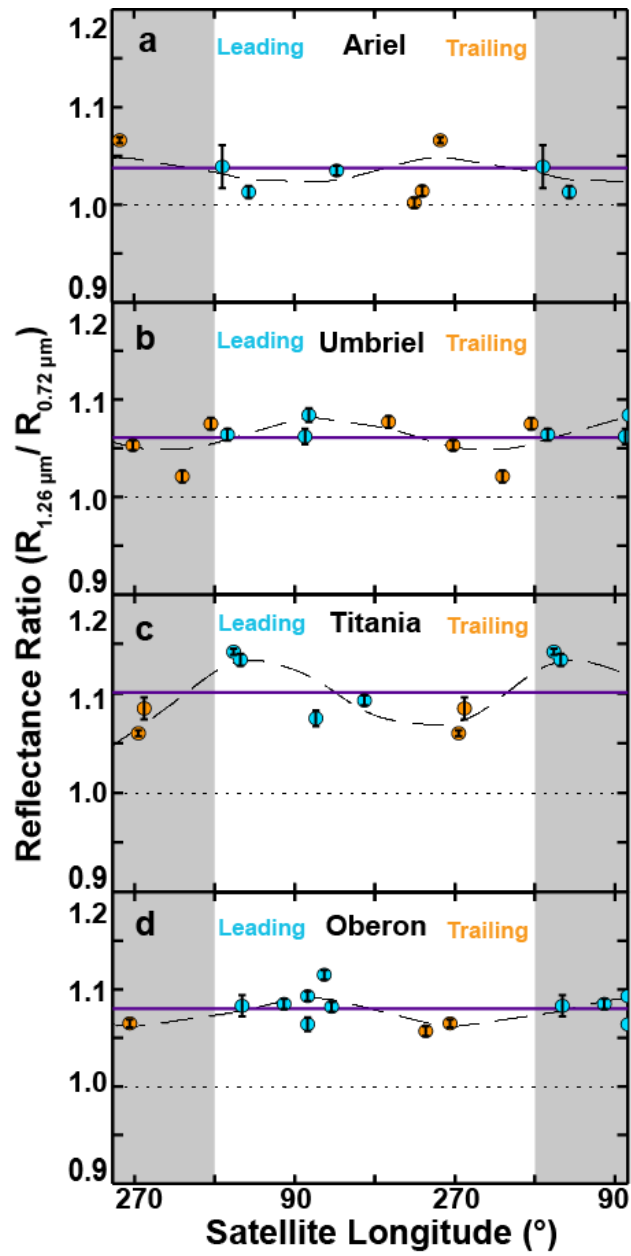 Reflectance Ratio (R1.26 µm/ R0.72 µm)
1.2
a
Leading Ariel Trailing
1.1
1.0
0.9
1.2
b
Leading Umbriel Trailing
1.1
1.0
0.9
1.2
c
Leading Titania Trailing
1.1
1.0
0.9
1.2
d
Leading Oberon Trailing
1.1
1.0
0.9
270 90 270 90
Satellite Longitude (°)